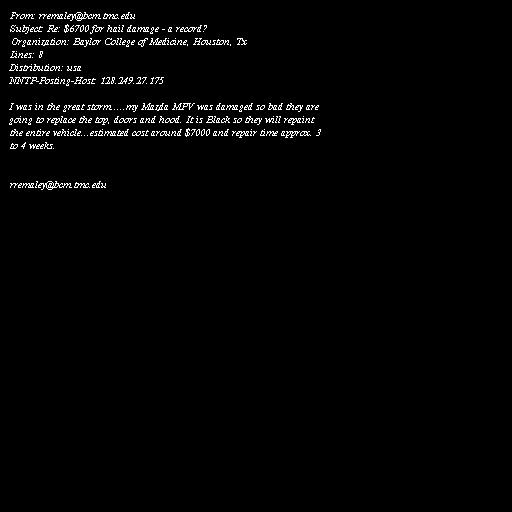 From: rremaley@bcm.tmc.edu
Subject: Re: $6700 for hail damage - a record?
Organization: Baylor College of Medicine, Houston, Tx
Lines: 8
Distribution: usa
NNTP-Posting-Host: 128.249.27.175
I was in the great storm.....my Mazda MPV was damaged so bad they are
going to replace the top, doors and hood. It is Black so they will repaint
the entire vehicle...estimated cost around $7000 and repair time approx. 3
to 4 weeks.
rremaley@bcm.tmc.edu